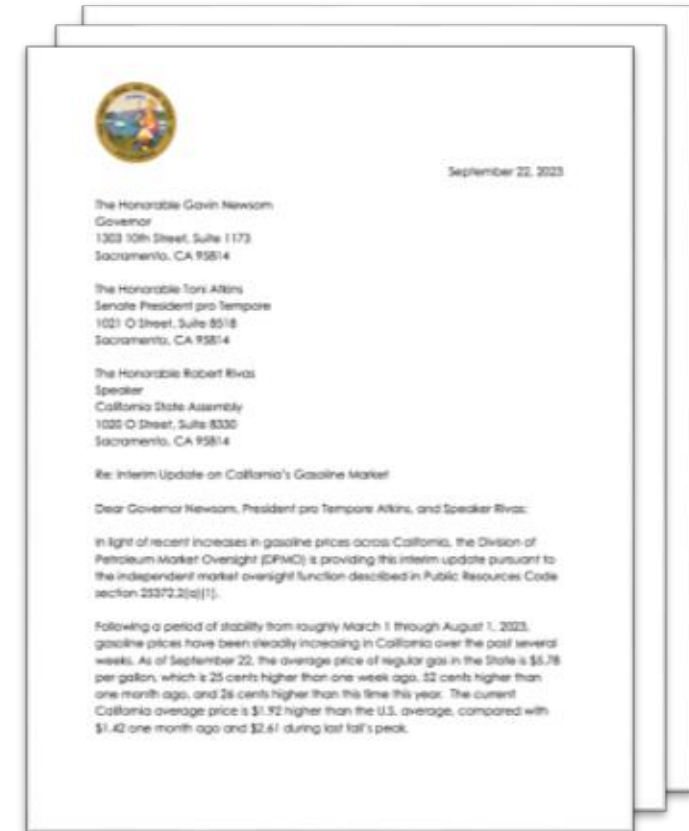 September 22, 2023
The Honorable Gavin Newsom
Governor
1303 10th Street, Suite 1173
Sacramento, CA 95814
The Honorable Toni Atkins
Senate President pro Tempore
1021 O Street, Suite 8518
Sacramento, CA 95814
The Honorable Robert Rivas
Speaker
California State Assembly
1020 O Street, Suite 8330
Sacramento, CA 95814
Re: Interim Update on California's Gasoline Market
Dear Governor Newsom, President pro Tempore Atkins, and Speaker Rivas:
In light of recent increases in gasoline prices across California, the Division of
Petroleum Market Oversight (DPMO) is providing this interim update pursuant to
the independent market oversight function described in Public Resources Code
section 25372.2(a)(1).
Following a period of stability from roughly March 1 through August 1, 2023,
gasoline prices have been steadily increasing in California over the past several
weeks. As of September 22, the average price of regular gas in the State is $5.78
per gallon, which is 25 cents higher than one week ago, 52 cents higher than
one month ago, and 26 cents higher than this time this year. The current
California average price is $1.92 higher than the U.S. average, compared with
$1.42 one month ago and $2.61 during last fall's peak.